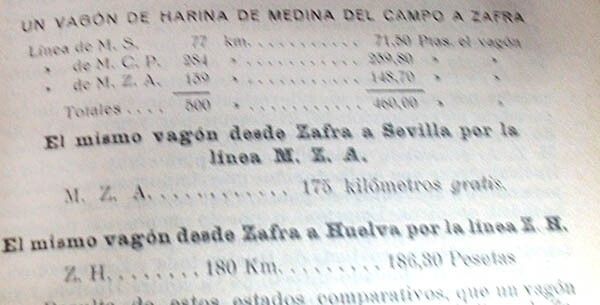 UN VAGÓN DE HARINA DE MEDINA DEL CAMPO A ZAFRA
Línea de M. S. 77 km. . . . . . . . . . . 71,50 Ptas. el vagón
» de M. C. P. 284 » . . . . . . . . . . . 239,80 » »
» de M. Z. A. 139 » . . . . . . . . . . . 148,70 » »
Totales . . . . 500 » . . . . . . . . . . . 460,00 » »
El mismo vagón desde Zafra a Sevilla por la
línea M. Z. A.
M. Z. A. . . . . . . . . . . . . 175 kilómetros gratis.
El mismo vagón desde Zafra a Huelva por la línea Z. H.
Z. H. . . . . . . . 180 Km. . . . . . . . . 186,30 Pesetas
de estos estados comparativos, que un vagón